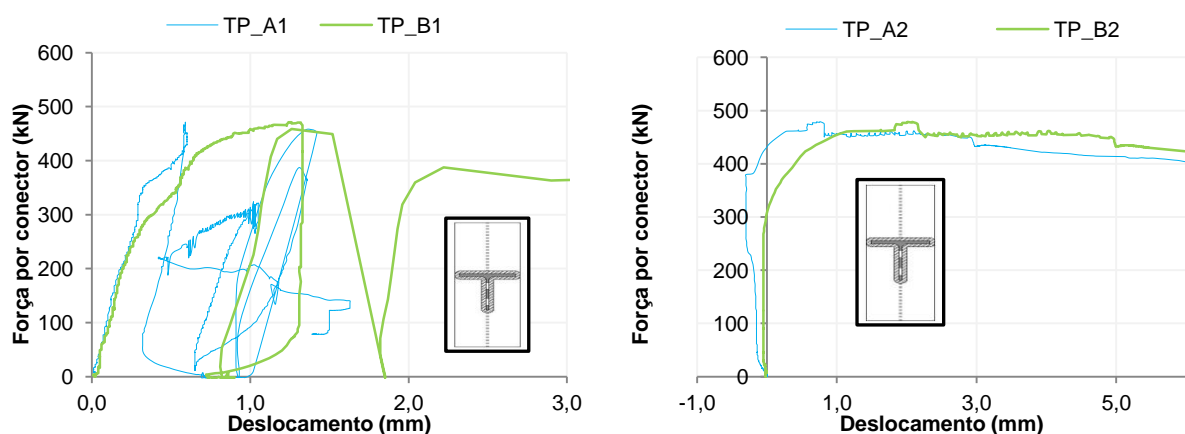 TP_A1 TP_B1
600
500
400
300
200
100
0
Força por conector (kN)
0,0 1,0 2,0 3,0
Deslocamento (mm)
TP_A2 TP_B2
600
500
400
300
200
100
0
Força por conector (kN)
-1,0 1,0 3,0 5,0
Deslocamento (mm)